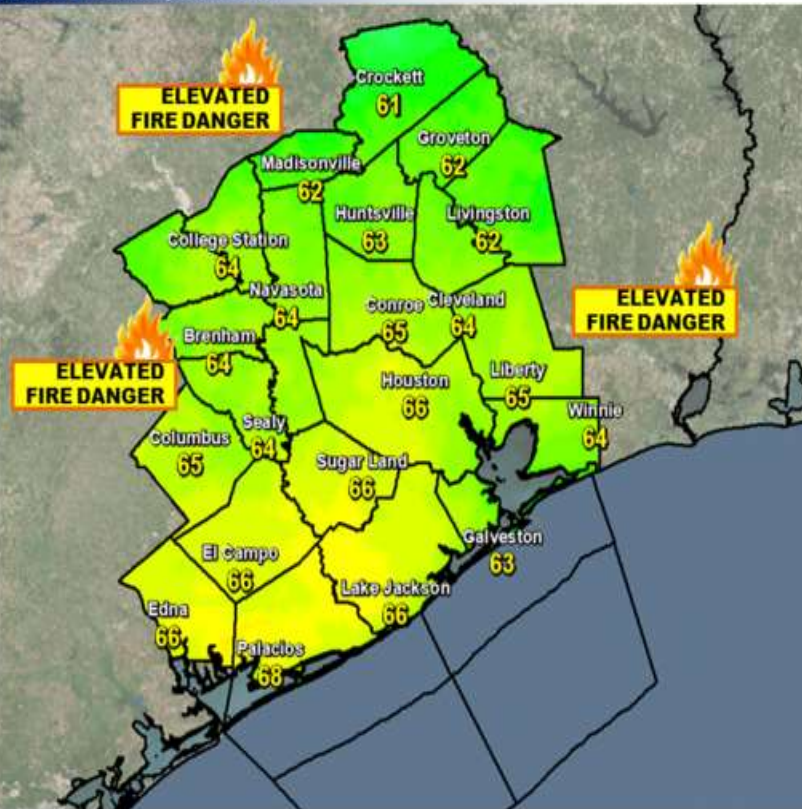 Crockett
61
ELEVATED
FIRE DANGER
Groveton
62
Madisonville
62
Huntsville
63
Livingston
62
College Station
64
Navasota
64
Conroe
65
Cleveland
64
ELEVATED
FIRE DANGER
Brenham
64
ELEVATED
FIRE DANGER
Houston
66
Liberty
65
Winnie
64
Columbus
65
Sealy
64
Sugar Land
66
Galveston
63
El Campo
66
Lake Jackson
66
Edna
66
Palacios
68